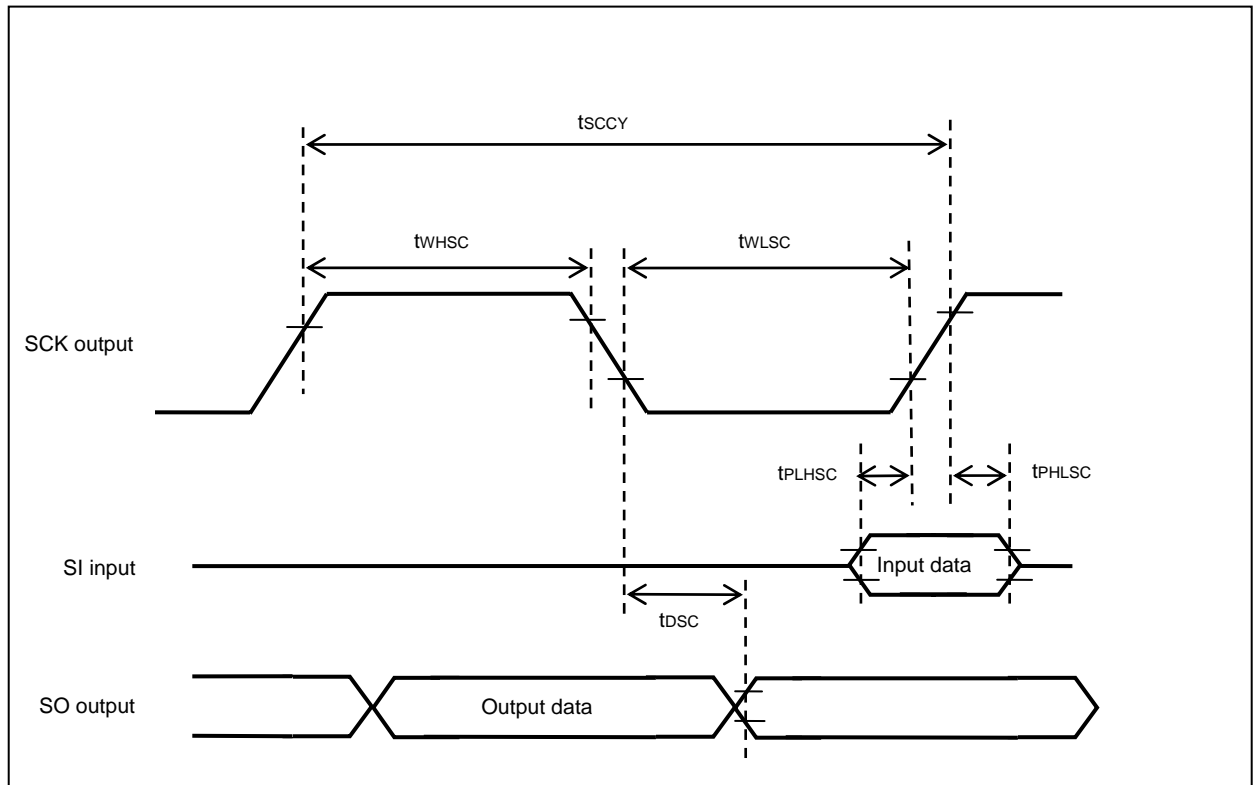 tSCCY
tWHSC
tWLSC
SCK output
tPLHSC
tPHLSC
SI input
Input data
tDSC
SO output
Output data